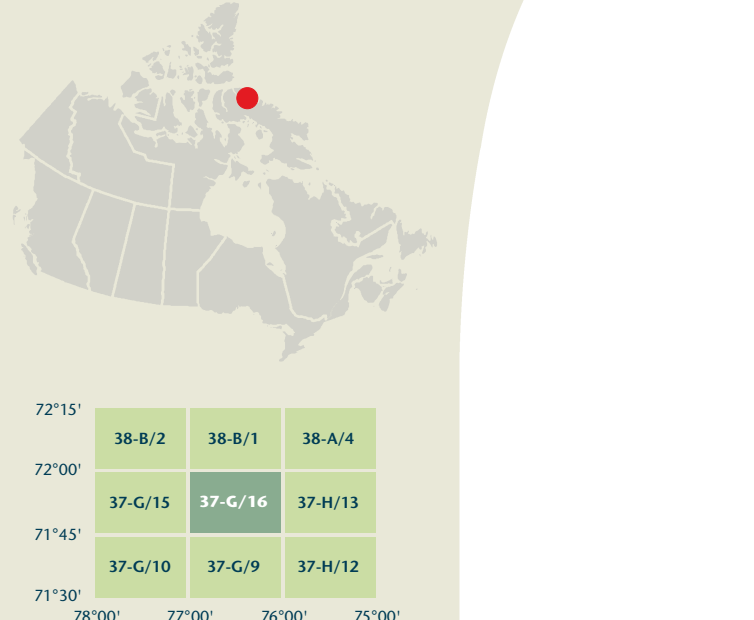 72°15'
38-B/2 38-B/1 38-A/4
72°00'
37-G/15 37-G/16 37-H/13
71°45'
37-G/10 37-G/9 37-H/12
71°30'
78°00' 77°00' 76°00' 75°00'